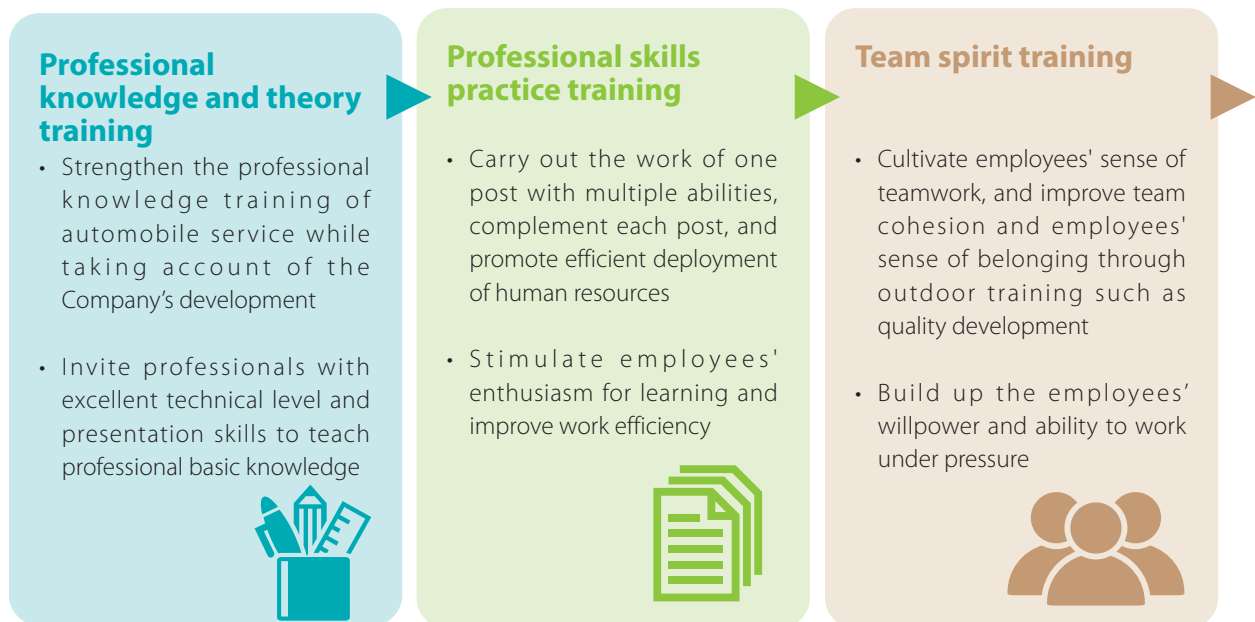 Professional
knowledge and theory
training
• Strengthen the professional
knowledge training of
automobile service while
taking account of the
Company’s development
• Invite professionals with
excellent technical level and
presentation skills to teach
professional basic knowledge
Professional skills
practice training
• Carry out the work of one
post with multiple abilities,
complement each post, and
promote efficient deployment
of human resources
• Stimulate employees'
enthusiasm for learning and
improve work efficiency
Team spirit training
• Cultivate employees' sense of
teamwork, and improve team
cohesion and employees'
sense of belonging through
outdoor training such as
quality development
• Build up the employees’
willpower and ability to work
under pressure